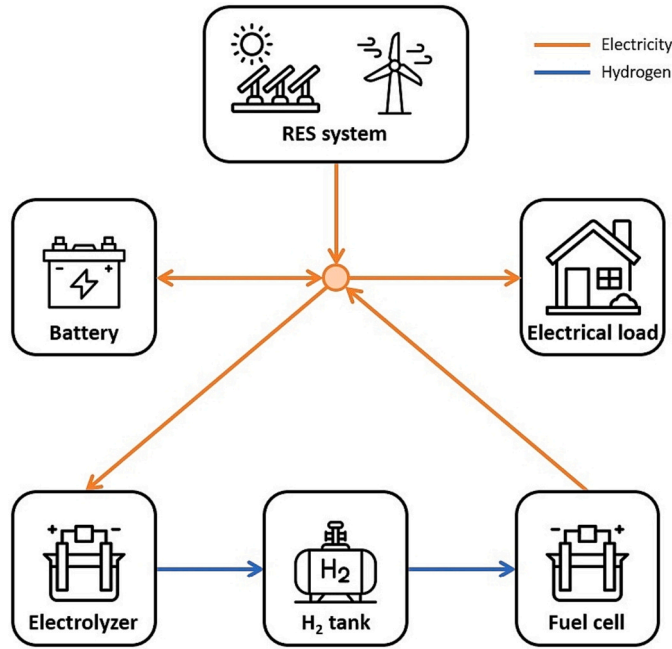 Electricity
Hydrogen
RES system
- +
Battery
Electrical load
+ -
Electrolyzer
H2
H₂ tank
- +
Fuel cell